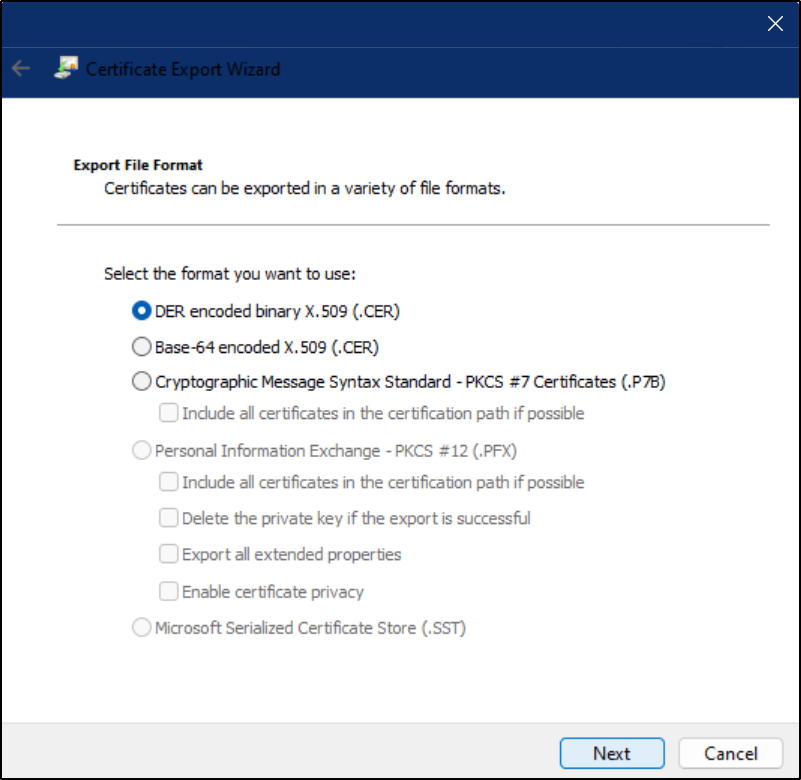 Certificate Export Wizard
Export File Format
Certificates can be exported in a variety of file formats.
Select the format you want to use:
DER encoded binary X.509 (.CER)
Base-64 encoded X.509 (.CER)
Cryptographic Message Syntax Standard - PKCS #7 Certificates (.P7B)
Include all certificates in the certification path if possible
Personal Information Exchange - PKCS #12 (.PFX)
Include all certificates in the certification path if possible
Delete the private key if the export is successful
Export all extended properties
Enable certificate privacy
Microsoft Serialized Certificate Store (.SST)
Next Cancel